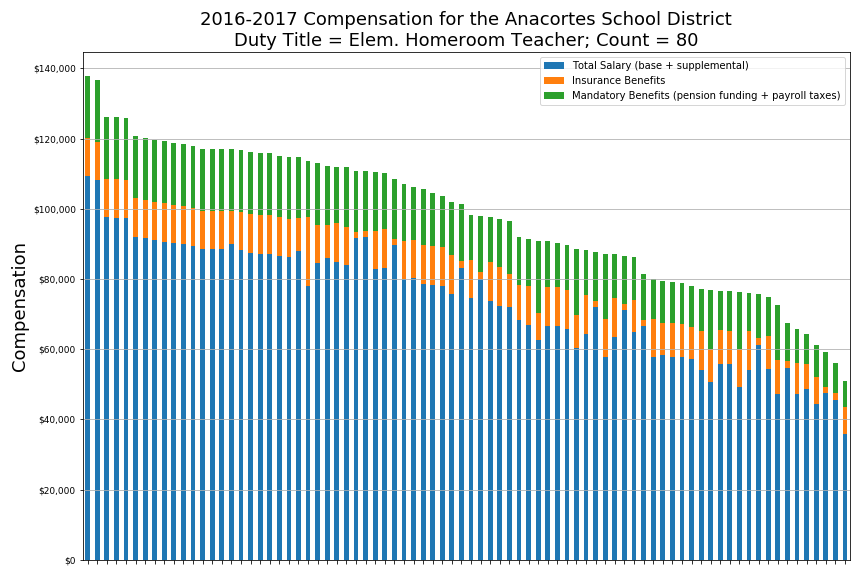 2016-2017 Compensation for the Anacortes School District
Duty Title = Elem. Homeroom Teacher; Count = 80
Total Salary (base + supplemental)
Insurance Benefits
Mandatory Benefits (pension funding + payroll taxes)
Compensation
$140,000
$120,000
$100,000
$80,000
$60,000
$40,000
$20,000
$0